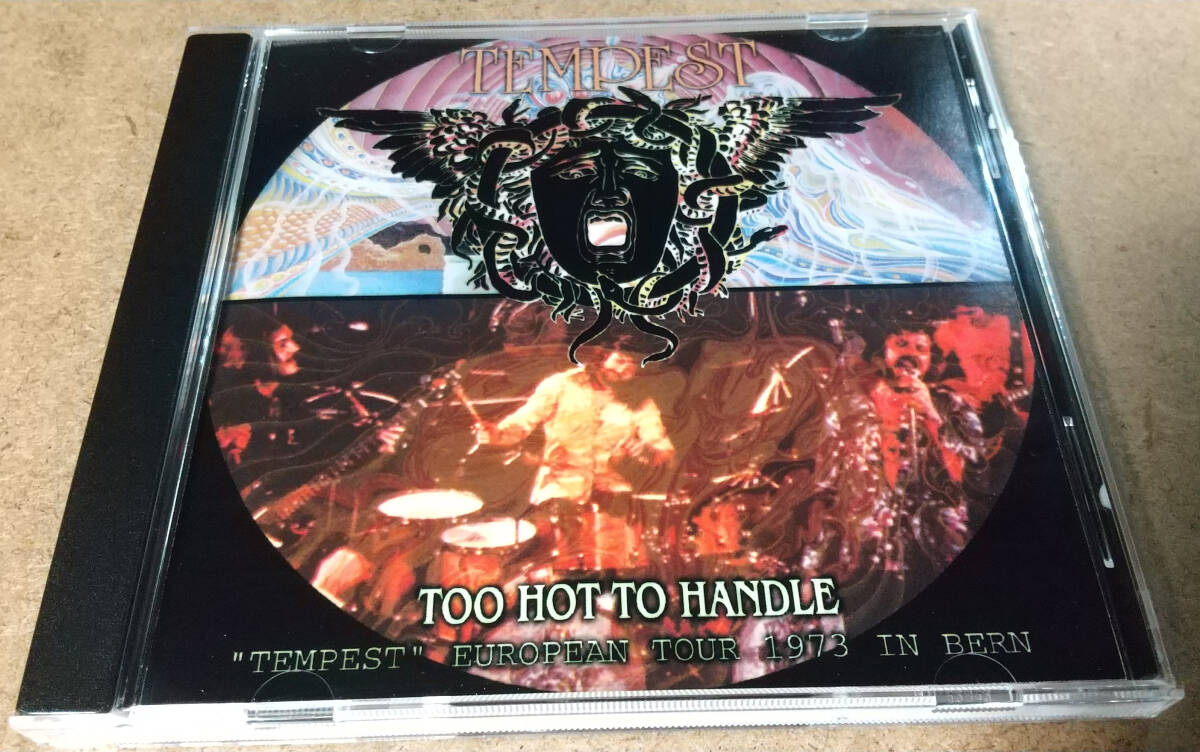 TEMPEST
TOO HOT TO HANDLE
"TEMPEST" EUROPEAN TOUR 1973 IN BERN